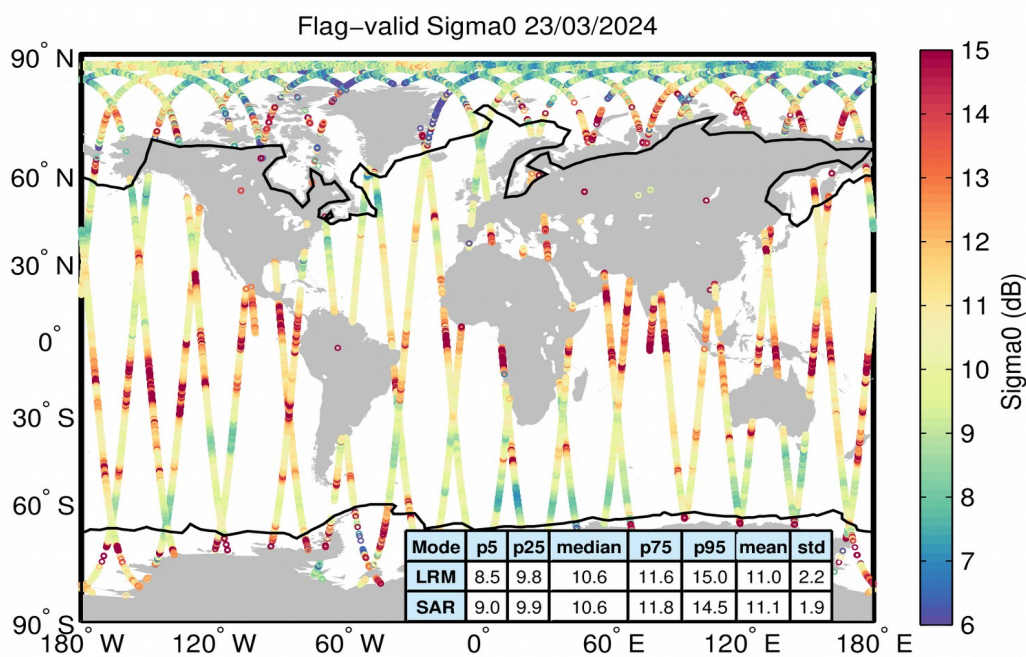 Flag−valid Sigma0 23/03/2024
90° N
60° N
30° N
0°
30° S
60° S
90° S
180° W
120° W
60° W
0°
60° E
120° E
180° E
15
14
13
12
11
10
9
8
7
6
Sigma0 (dB)
Mode p5 p25 median p75 p95 mean std
LRM 8.5 9.8 10.6 11.6 15.0 11.0 2.2
SAR 9.0 9.9 10.6 11.8 14.5 11.1 1.9